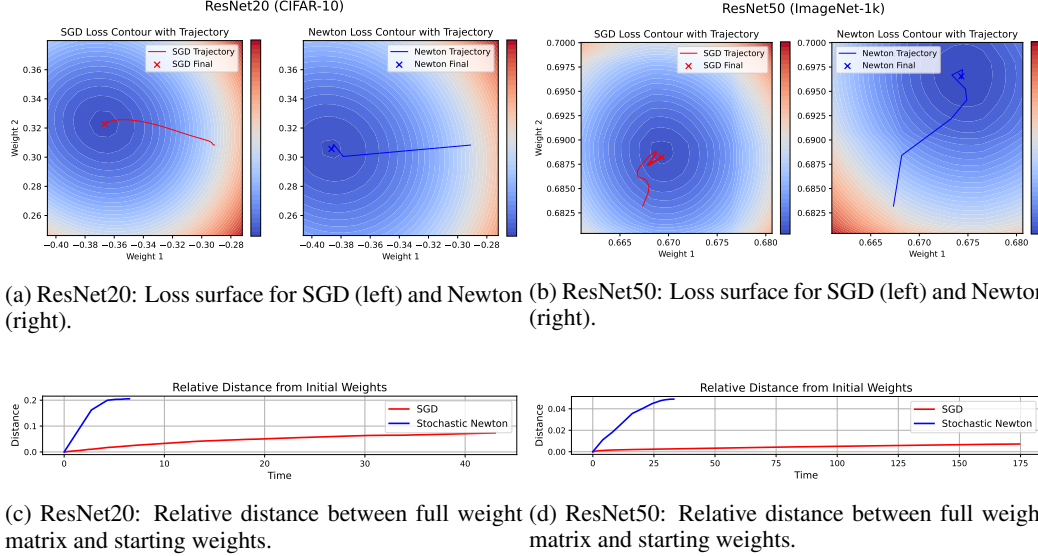 ResNet20 (CIFAR-10)
SGD Loss Contour with Trajectory
SGD Trajectory
SGD Final
0.36
0.34
0.32
0.30
0.28
0.26
Weight 2
−0.40 −0.38 −0.36 −0.34 −0.32 −0.30 −0.28
Weight 1
Newton Loss Contour with Trajectory
Newton Trajectory
Newton Final
0.36
0.34
0.32
0.30
0.28
0.26
−0.40 −0.38 −0.36 −0.34 −0.32 −0.30 −0.28
Weight 1
ResNet50 (ImageNet-1k)
SGD Loss Contour with Trajectory
SGD Trajectory
SGD Final
0.7000
0.6975
0.6950
0.6925
0.6900
0.6875
0.6850
0.6825
Weight 2
0.665 0.670 0.675 0.680
Weight 1
Newton Loss Contour with Trajectory
Newton Trajectory
Newton Final
0.7000
0.6975
0.6950
0.6925
0.6900
0.6875
0.6850
0.6825
0.665 0.670 0.675 0.680
Weight 1
(a) ResNet20: Loss surface for SGD (left) and Newton
(right).
(b) ResNet50: Loss surface for SGD (left) and Newton
(right).
Relative Distance from Initial Weights
SGD
Stochastic Newton
0.2
0.1
0.0
Distance
0 10 20 30 40
Time
Relative Distance from Initial Weights
SGD
Stochastic Newton
0.04
0.02
0.00
Distance
0 25 50 75 100 125 150 175
Time
(c) ResNet20: Relative distance between full weight
matrix and starting weights.
(d) ResNet50: Relative distance between full weigh
matrix and starting weights.